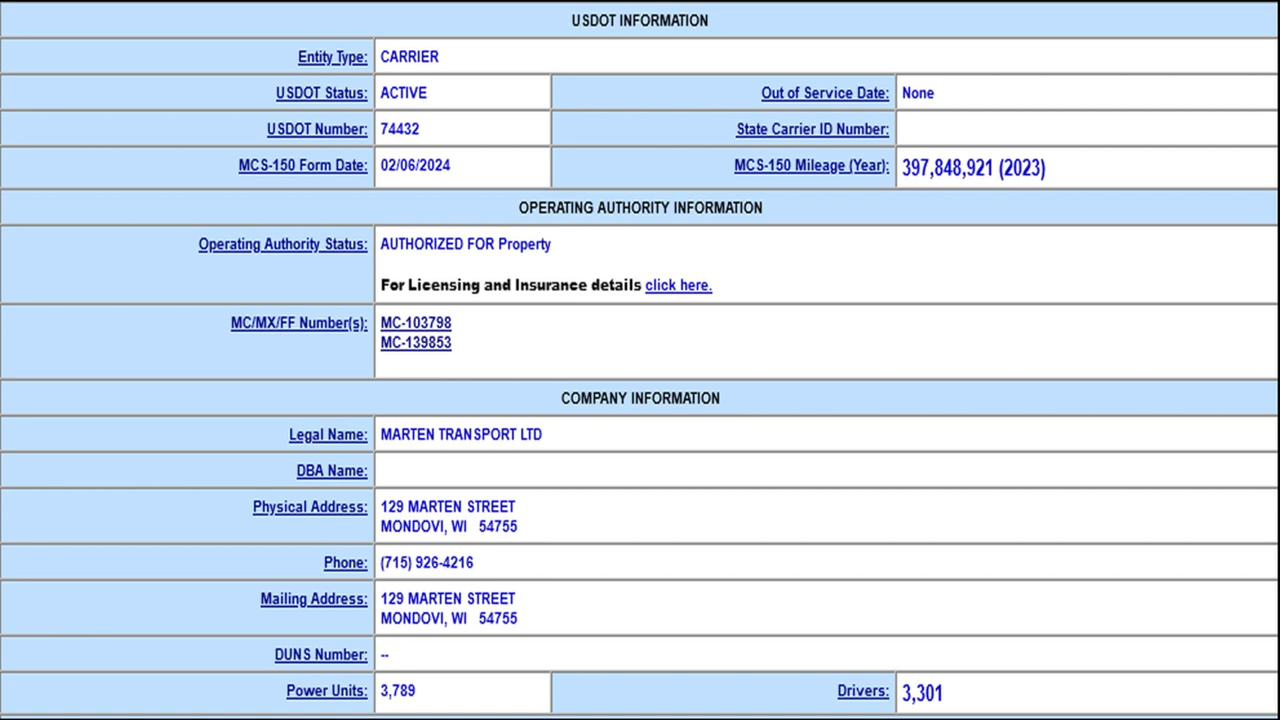 USDOT INFORMATION
Entity Type: CARRIER
USDOT Status: ACTIVE Out of Service Date: None
USDOT Number: 74432 State Carrier ID Number:
MCS-150 Form Date: 02/06/2024 MCS-150 Mileage (Year): 397,848,921 (2023)
OPERATING AUTHORITY INFORMATION
Operating Authority Status: AUTHORIZED FOR Property
For Licensing and Insurance details click here.
MC/MX/FF Number(s): MC-103798
MC-139853
COMPANY INFORMATION
Legal Name: MARTEN TRANSPORT LTD
DBA Name:
Physical Address: 129 MARTEN STREET
MONDOVI, WI 54755
Phone: (715) 926-4216
Mailing Address: 129 MARTEN STREET
MONDOVI, WI 54755
DUNS Number: --
Power Units: 3,789 Drivers: 3,301